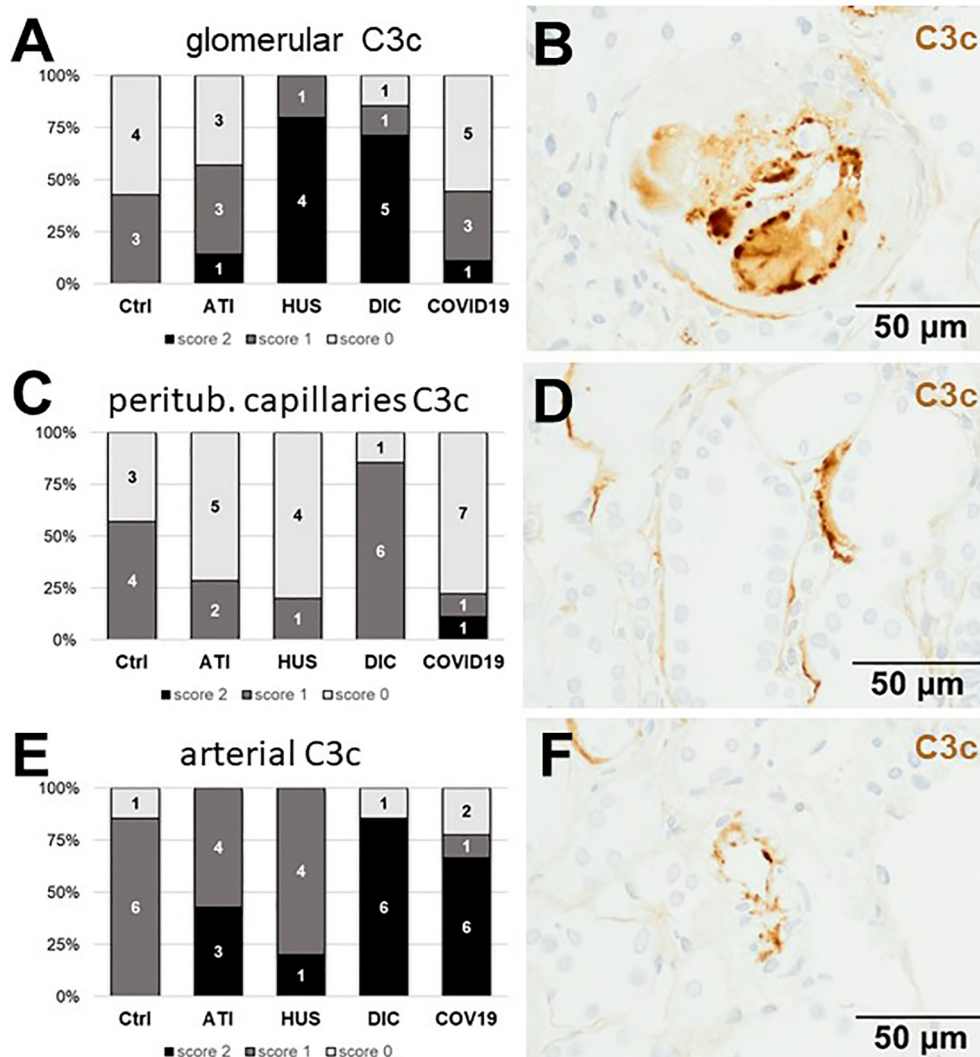 A
glomerular C3c
100%
75%
50%
25%
0%
4
3
3
3
1
1
4
1
1
5
5
3
1
Ctrl ATI HUS DIC COVID19
score 2 score 1 score 0
B
C3c
50 µm
C
peritub. capillaries C3c
100%
75%
50%
25%
0%
3
4
5
2
4
1
1
6
7
1
1
Ctrl ATI HUS DIC COVID19
score 2 score 1 score 0
D
C3c
50 µm
E
arterial C3c
100%
75%
50%
25%
0%
1
6
4
3
4
1
1
6
2
1
6
Ctrl ATI HUS DIC COV19
score 2 score 1 score 0
F
C3c
50 µm